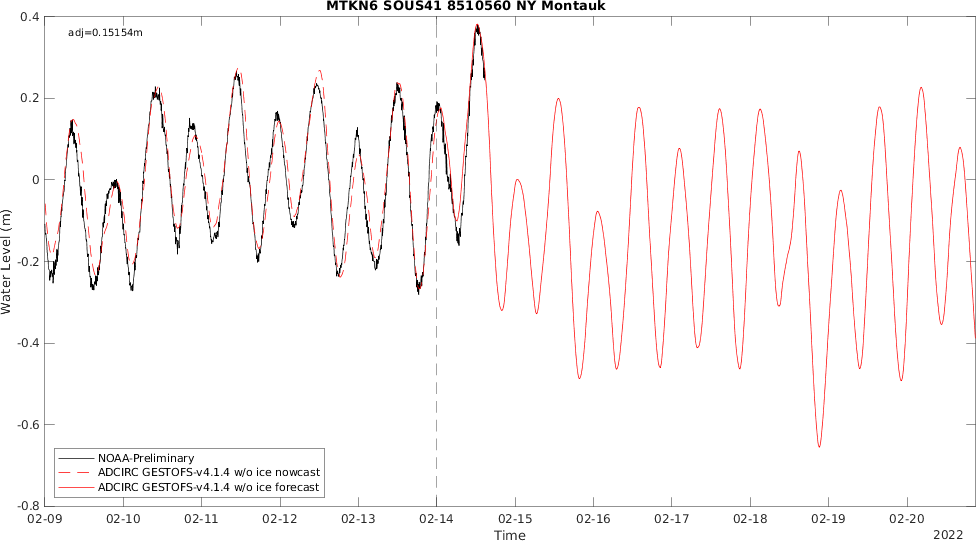 MTKN6 SOUS41 8510560 NY Montauk
adj=0.15154m
0.4
0.2
0
-0.2
-0.4
-0.6
-0.8
Water Level (m)
NOAA-Preliminary
ADCIRC GESTOFS-v4.1.4 w/o ice nowcast
ADCIRC GESTOFS-v4.1.4 w/o ice forecast
02-09 02-10 02-11 02-12 02-13 02-14 02-15 02-16 02-17 02-18 02-19 02-20
Time
2022